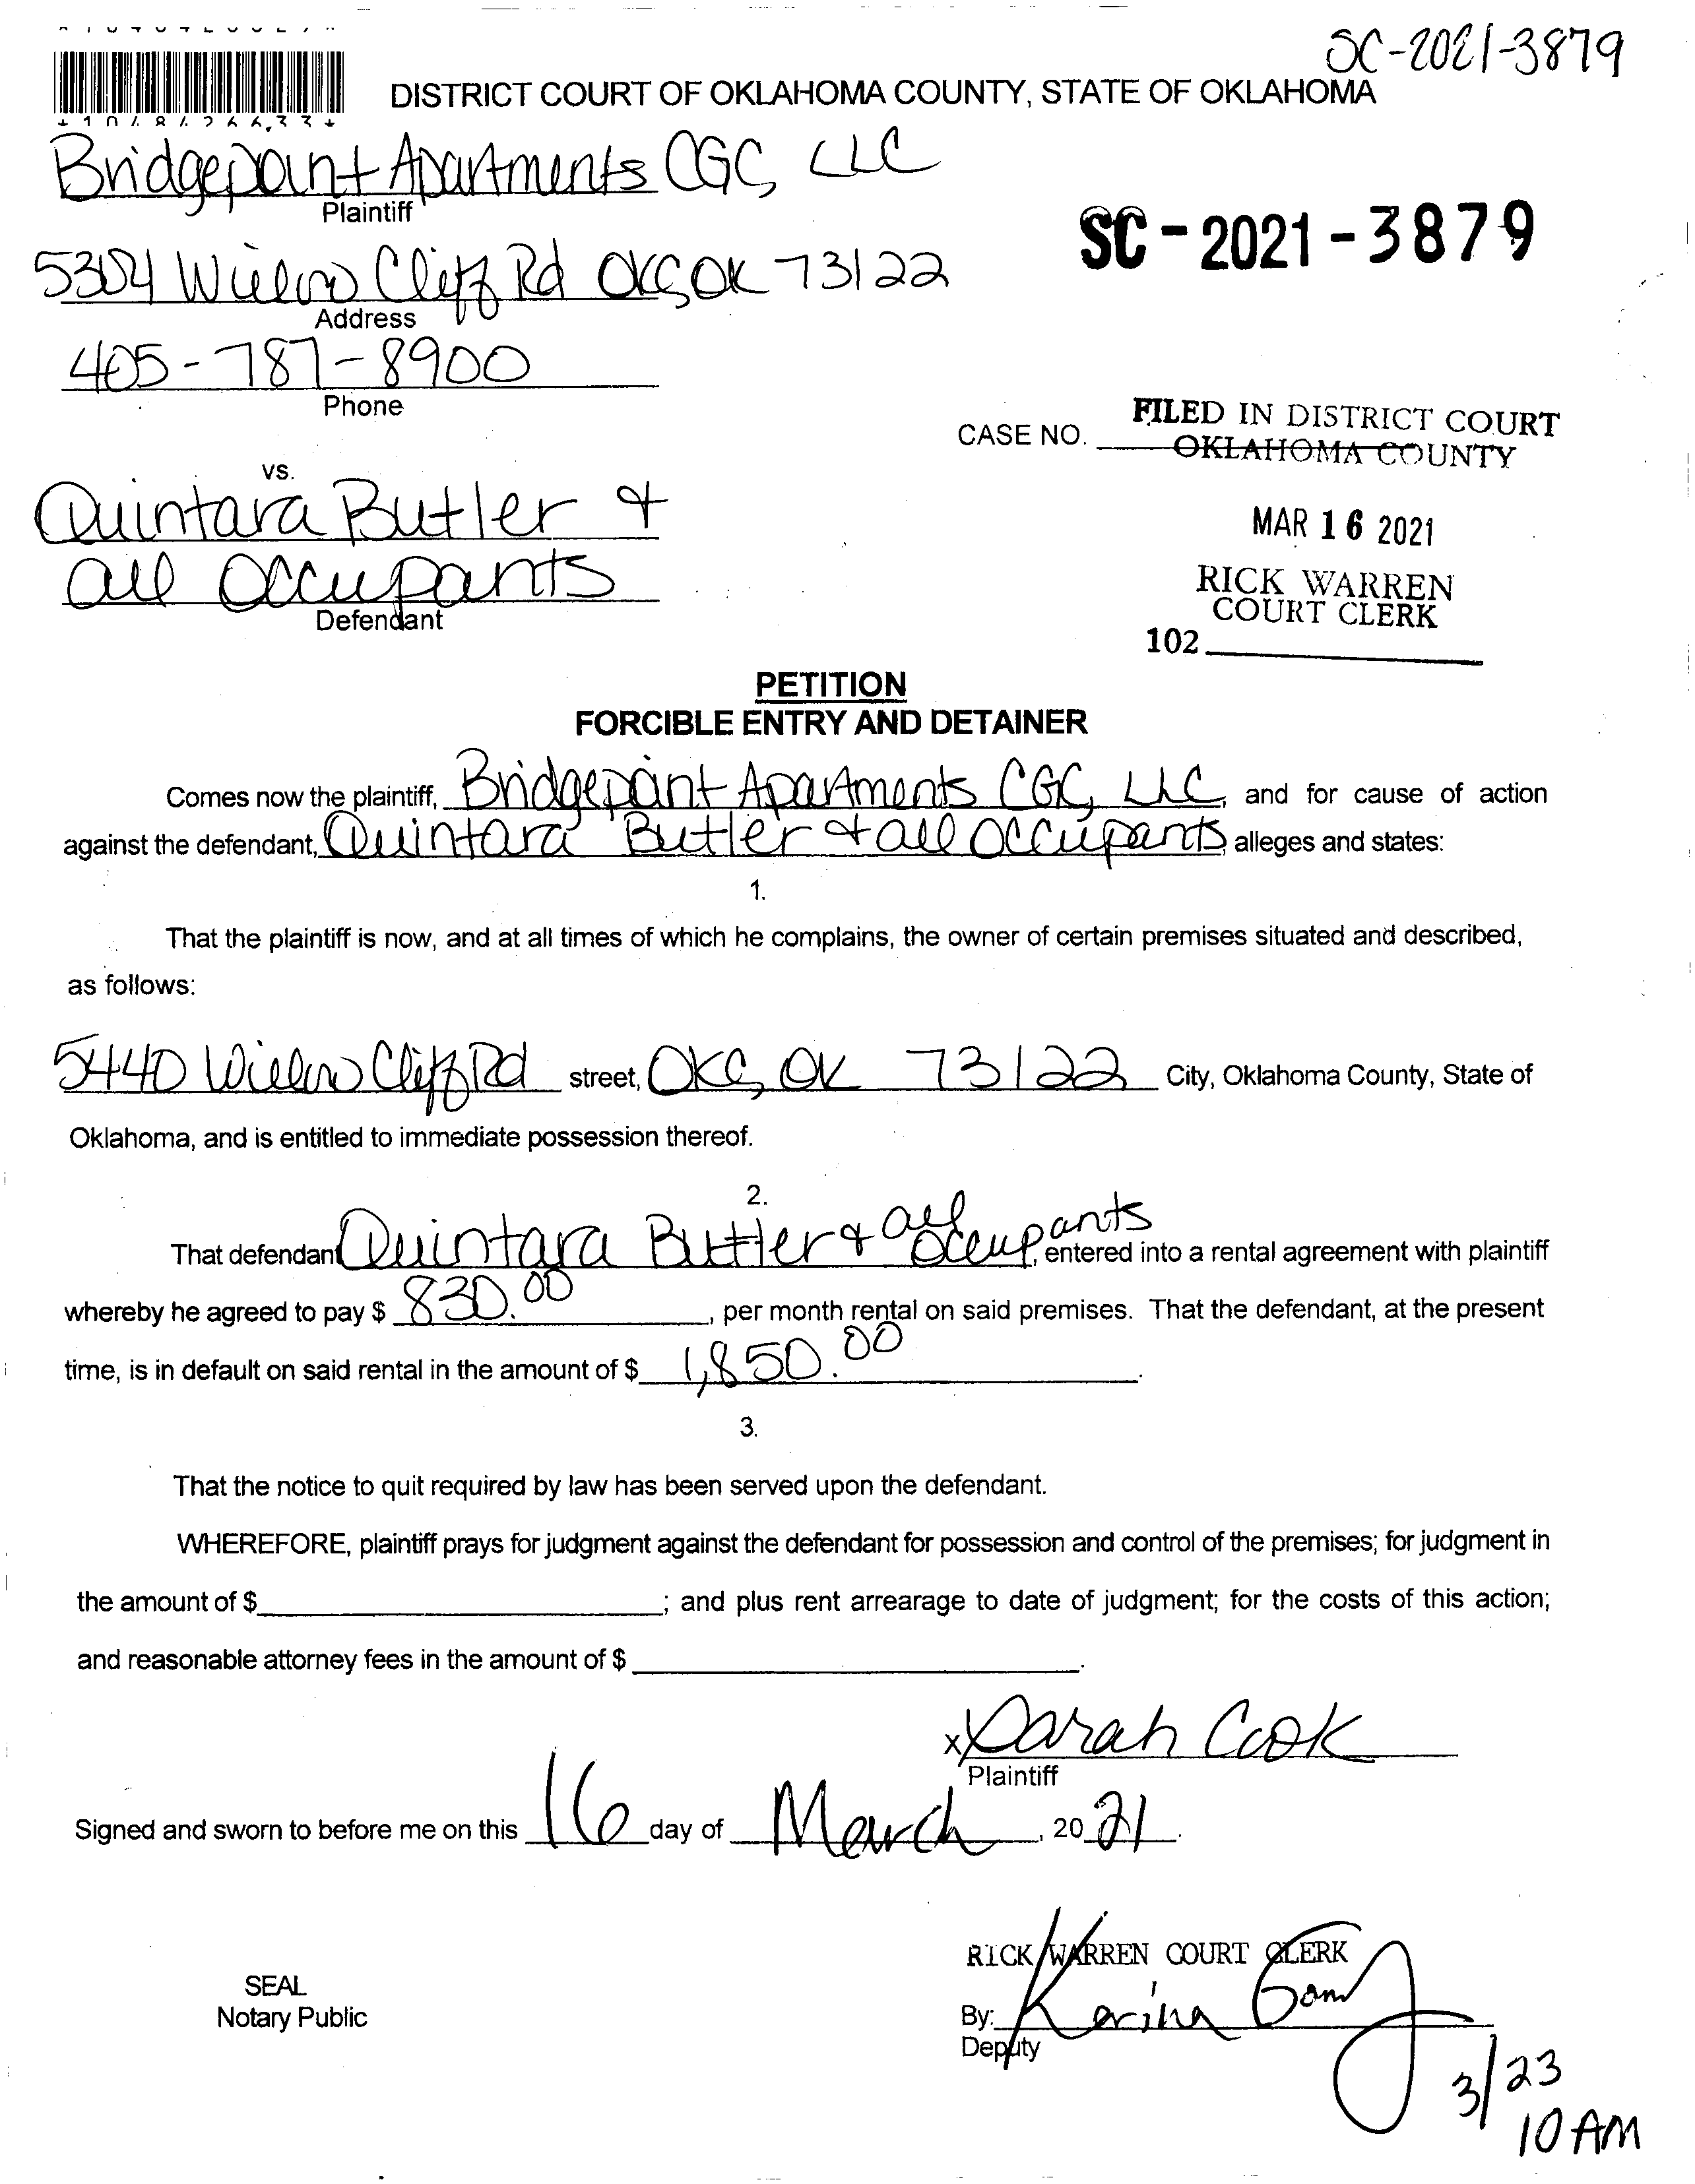 SC-2021-3879
DISTRICT COURT OF OKLAHOMA COUNTY, STATE OF OKLAHOMA
Bridgepoint Apartments CGC, LLC
Plaintiff
SC-2021-3879
5304 Willow Cliff Rd OKC, OK 73122
Address
405-787-8900
Phone
FILED IN DISTRICT COURT
OKLAHOMA COUNTY
CASE NO.
vs.
Quintara Butler &
all Occupants
Defendant
MAR 16 2021
RICK WARREN
COURT CLERK
102
PETITION
FORCIBLE ENTRY AND DETAINER
Comes now the plaintiff, Bridgepoint Apartments CGC, LLC, and for cause of action
against the defendant, Quintara Butler & all Occupants, alleges and states:
1.
That the plaintiff is now, and at all times of which he complains, the owner of certain premises situated and described,
as follows:
5440 Willow Cliff Rd street, OKC, OK 73122 City, Oklahoma County, State of
Oklahoma, and is entitled to immediate possession thereof.
2.
That defendant Quintara Butler & all Occupants, entered into a rental agreement with plaintiff
whereby he agreed to pay $ 830.00, per month rental on said premises. That the defendant, at the present
time, is in default on said rental in the amount of $ 1,850.00.
3.
That the notice to quit required by law has been served upon the defendant.
WHEREFORE, plaintiff prays for judgment against the defendant for possession and control of the premises; for judgment in
the amount of $ ; and plus rent arrearage to date of judgment; for the costs of this action;
and reasonable attorney fees in the amount of $ .
x Sarah Cook
Plaintiff
Signed and sworn to before me on this 16 day of March, 2021.
RICK WARREN COURT CLERK
SEAL
Notary Public
By: Karina
Deputy
3/23
10 AM